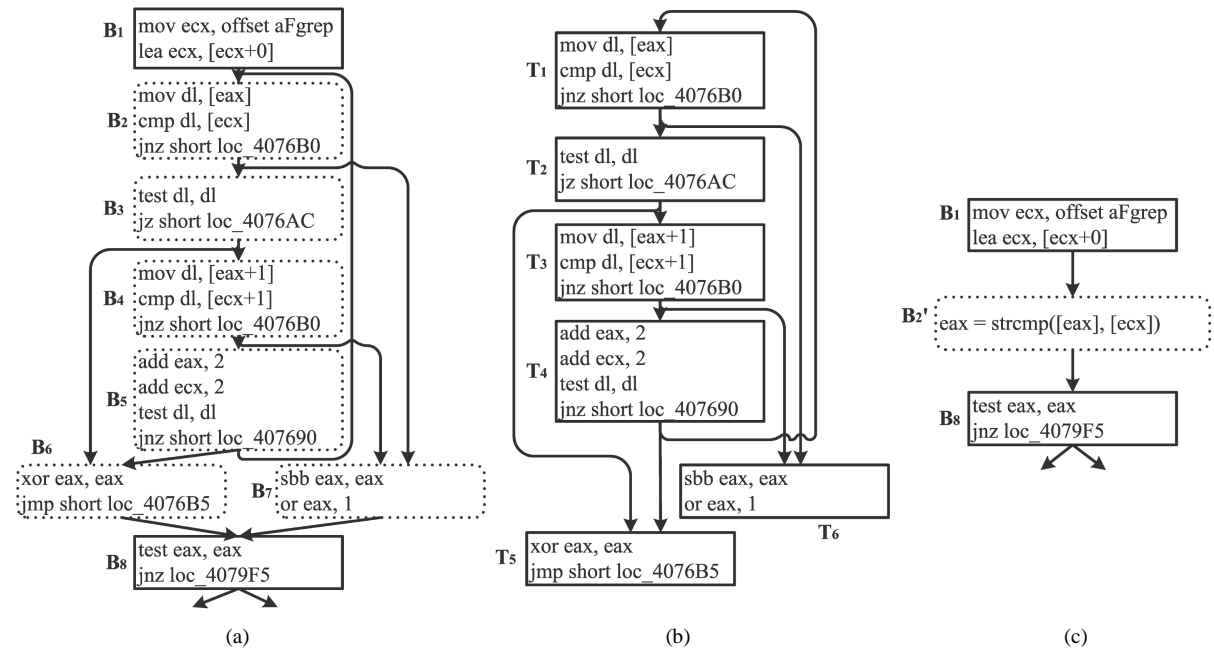 B1
mov ecx, offset aFgrep
lea ecx, [ecx+0]
B2
mov dl, [eax]
cmp dl, [ecx]
jnz short loc_4076B0
B3
test dl, dl
jz short loc_4076AC
B4
mov dl, [eax+1]
cmp dl, [ecx+1]
jnz short loc_4076B0
B5
add eax, 2
add ecx, 2
test dl, dl
jnz short loc_407690
B6
xor eax, eax
jmp short loc_4076B5
B7
sbb eax, eax
or eax, 1
B8
test eax, eax
jnz loc_4079F5
(a)
T1
mov dl, [eax]
cmp dl, [ecx]
jnz short loc_4076B0
T2
test dl, dl
jz short loc_4076AC
T3
mov dl, [eax+1]
cmp dl, [ecx+1]
jnz short loc_4076B0
T4
add eax, 2
add ecx, 2
test dl, dl
jnz short loc_407690
sbb eax, eax
or eax, 1
T6
T5
xor eax, eax
jmp short loc_4076B5
(b)
B1
mov ecx, offset aFgrep
lea ecx, [ecx+0]
B2'
eax = strcmp([eax], [ecx])
B8
test eax, eax
jnz loc_4079F5
(c)